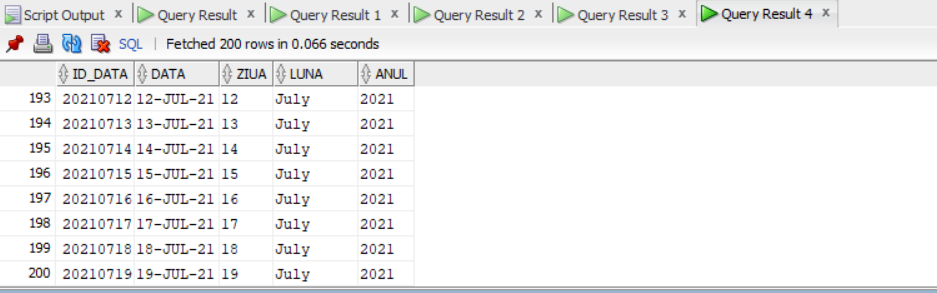 Script Output x Query Result x Query Result 1 x Query Result 2 x Query Result 3 x Query Result 4 x
SQL | Fetched 200 rows in 0.066 seconds
ID_DATA DATA ZIUA LUNA ANUL
193 20210712 12-JUL-21 12 July 2021
194 20210713 13-JUL-21 13 July 2021
195 20210714 14-JUL-21 14 July 2021
196 20210715 15-JUL-21 15 July 2021
197 20210716 16-JUL-21 16 July 2021
198 20210717 17-JUL-21 17 July 2021
199 20210718 18-JUL-21 18 July 2021
200 20210719 19-JUL-21 19 July 2021